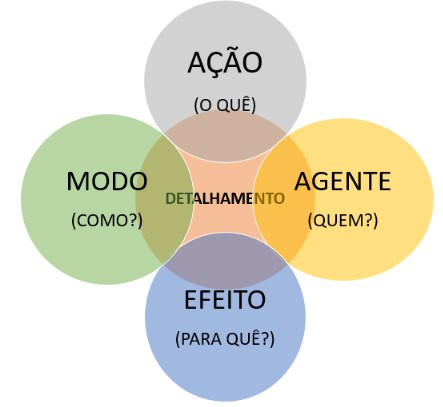 AÇÃO
(O QUÊ)
MODO
(COMO?)
DETALHAMENTO
AGENTE
(QUEM?)
EFEITO
(PARA QUÊ?)